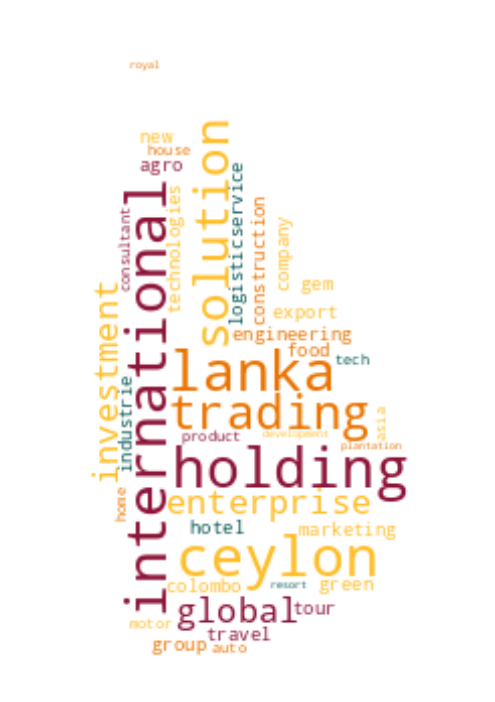 royal
new
house
agro
solution
international
technologies
consultant
logistic
service
construction
company
gem
export
investment
engineering
food
tech
lanka
industrie
trading
asia
product
development
plantation
holding
home
enterprise
hotel
marketing
ceylon
colombo
resort
green
global
tour
motor
travel
group
auto